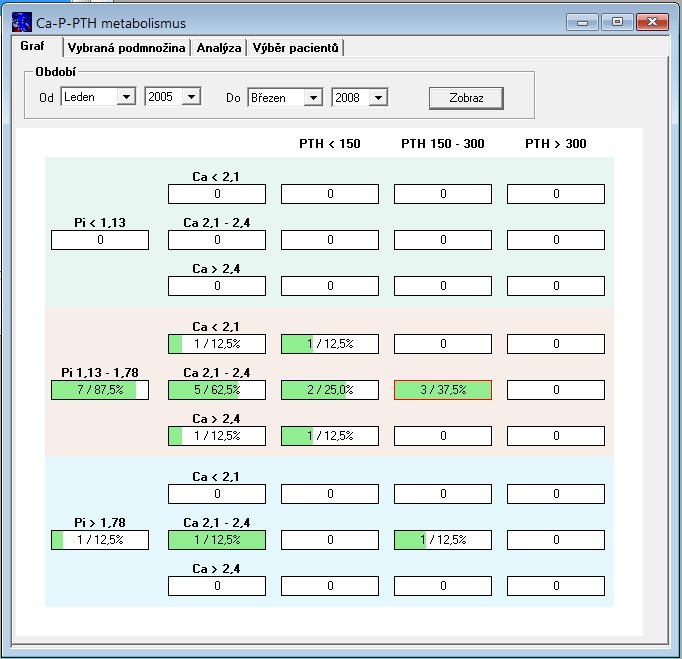 Ca-P-PTH metabolismus
Graf Vybraná podmnožina Analýza Výběr pacientů
Období
Od Leden 2005 Do Březen 2008 Zobraz
PTH < 150 PTH 150 - 300 PTH > 300
Ca < 2,1
0 0 0 0
Pi < 1,13 Ca 2,1 - 2,4
0 0 0 0 0
Ca > 2,4
0 0 0 0
Ca < 2,1
1 / 12,5% 1 / 12,5% 0 0
Pi 1,13 - 1,78 Ca 2,1 - 2,4
7 / 87,5% 5 / 62,5% 2 / 25,0% 3 / 37,5% 0
Ca > 2,4
1 / 12,5% 1 / 12,5% 0 0
Ca < 2,1
0 0 0 0
Pi > 1,78 Ca 2,1 - 2,4
1 / 12,5% 1 / 12,5% 0 1 / 12,5% 0
Ca > 2,4
0 0 0 0